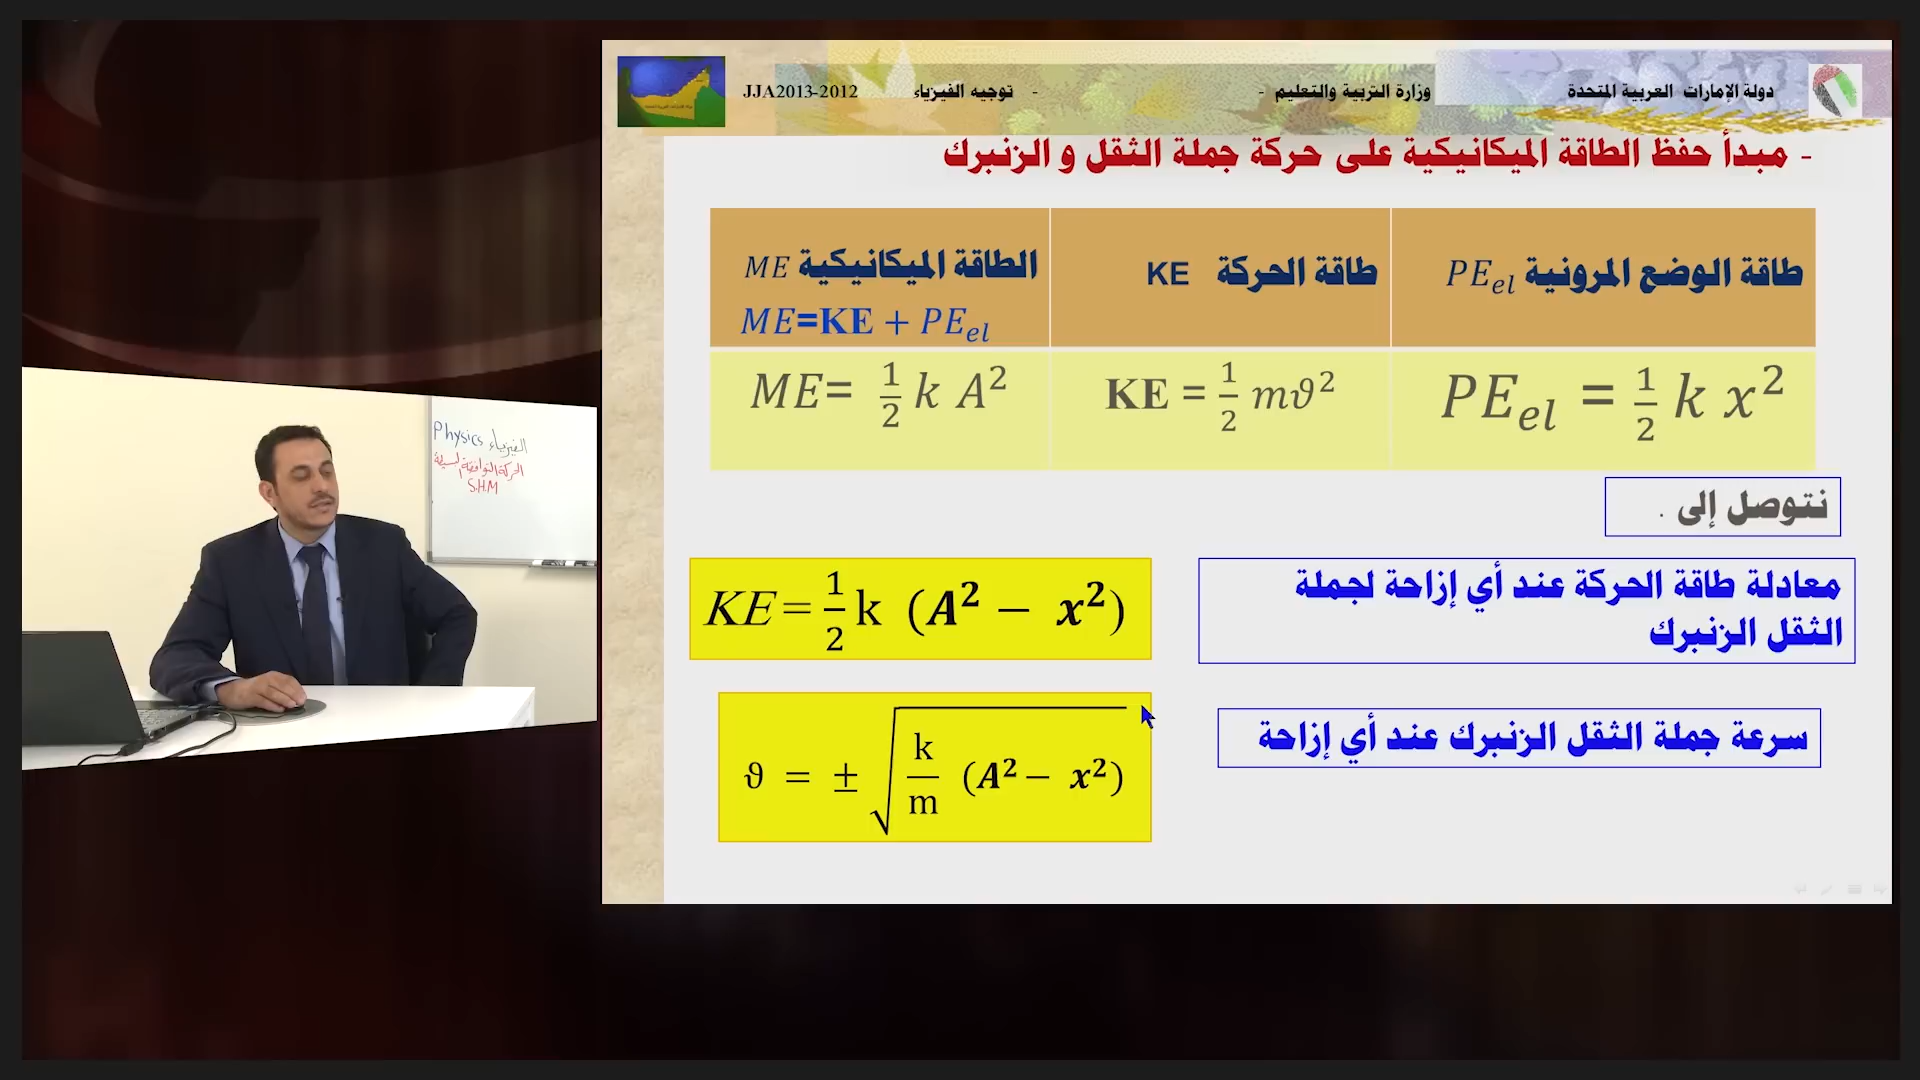 دولة الإمارات العربية المتحدة - وزارة التربية والتعليم - توجيه الفيزياء JJA2013-2012
- مبدأ حفظ الطاقة الميكانيكية على حركة جملة الثقل و الزنبرك
طاقة الوضع المرونية PEel
طاقة الحركة KE
الطاقة الميكانيكية ME
ME=KE + PEel
PEel = 1/2 k x²
KE = 1/2 mϑ²
ME= 1/2 k A²
نتوصل إلى .
معادلة طاقة الحركة عند أي إزاحة لجملة
الثقل الزنبرك
KE= 1/2 k (A² − x²)
سرعة جملة الثقل الزنبرك عند أي إزاحة
ϑ = ± √ k/m (A² − x²)
Physics الفيزياء
الحركة التوافقية البسيطة
S.H.M